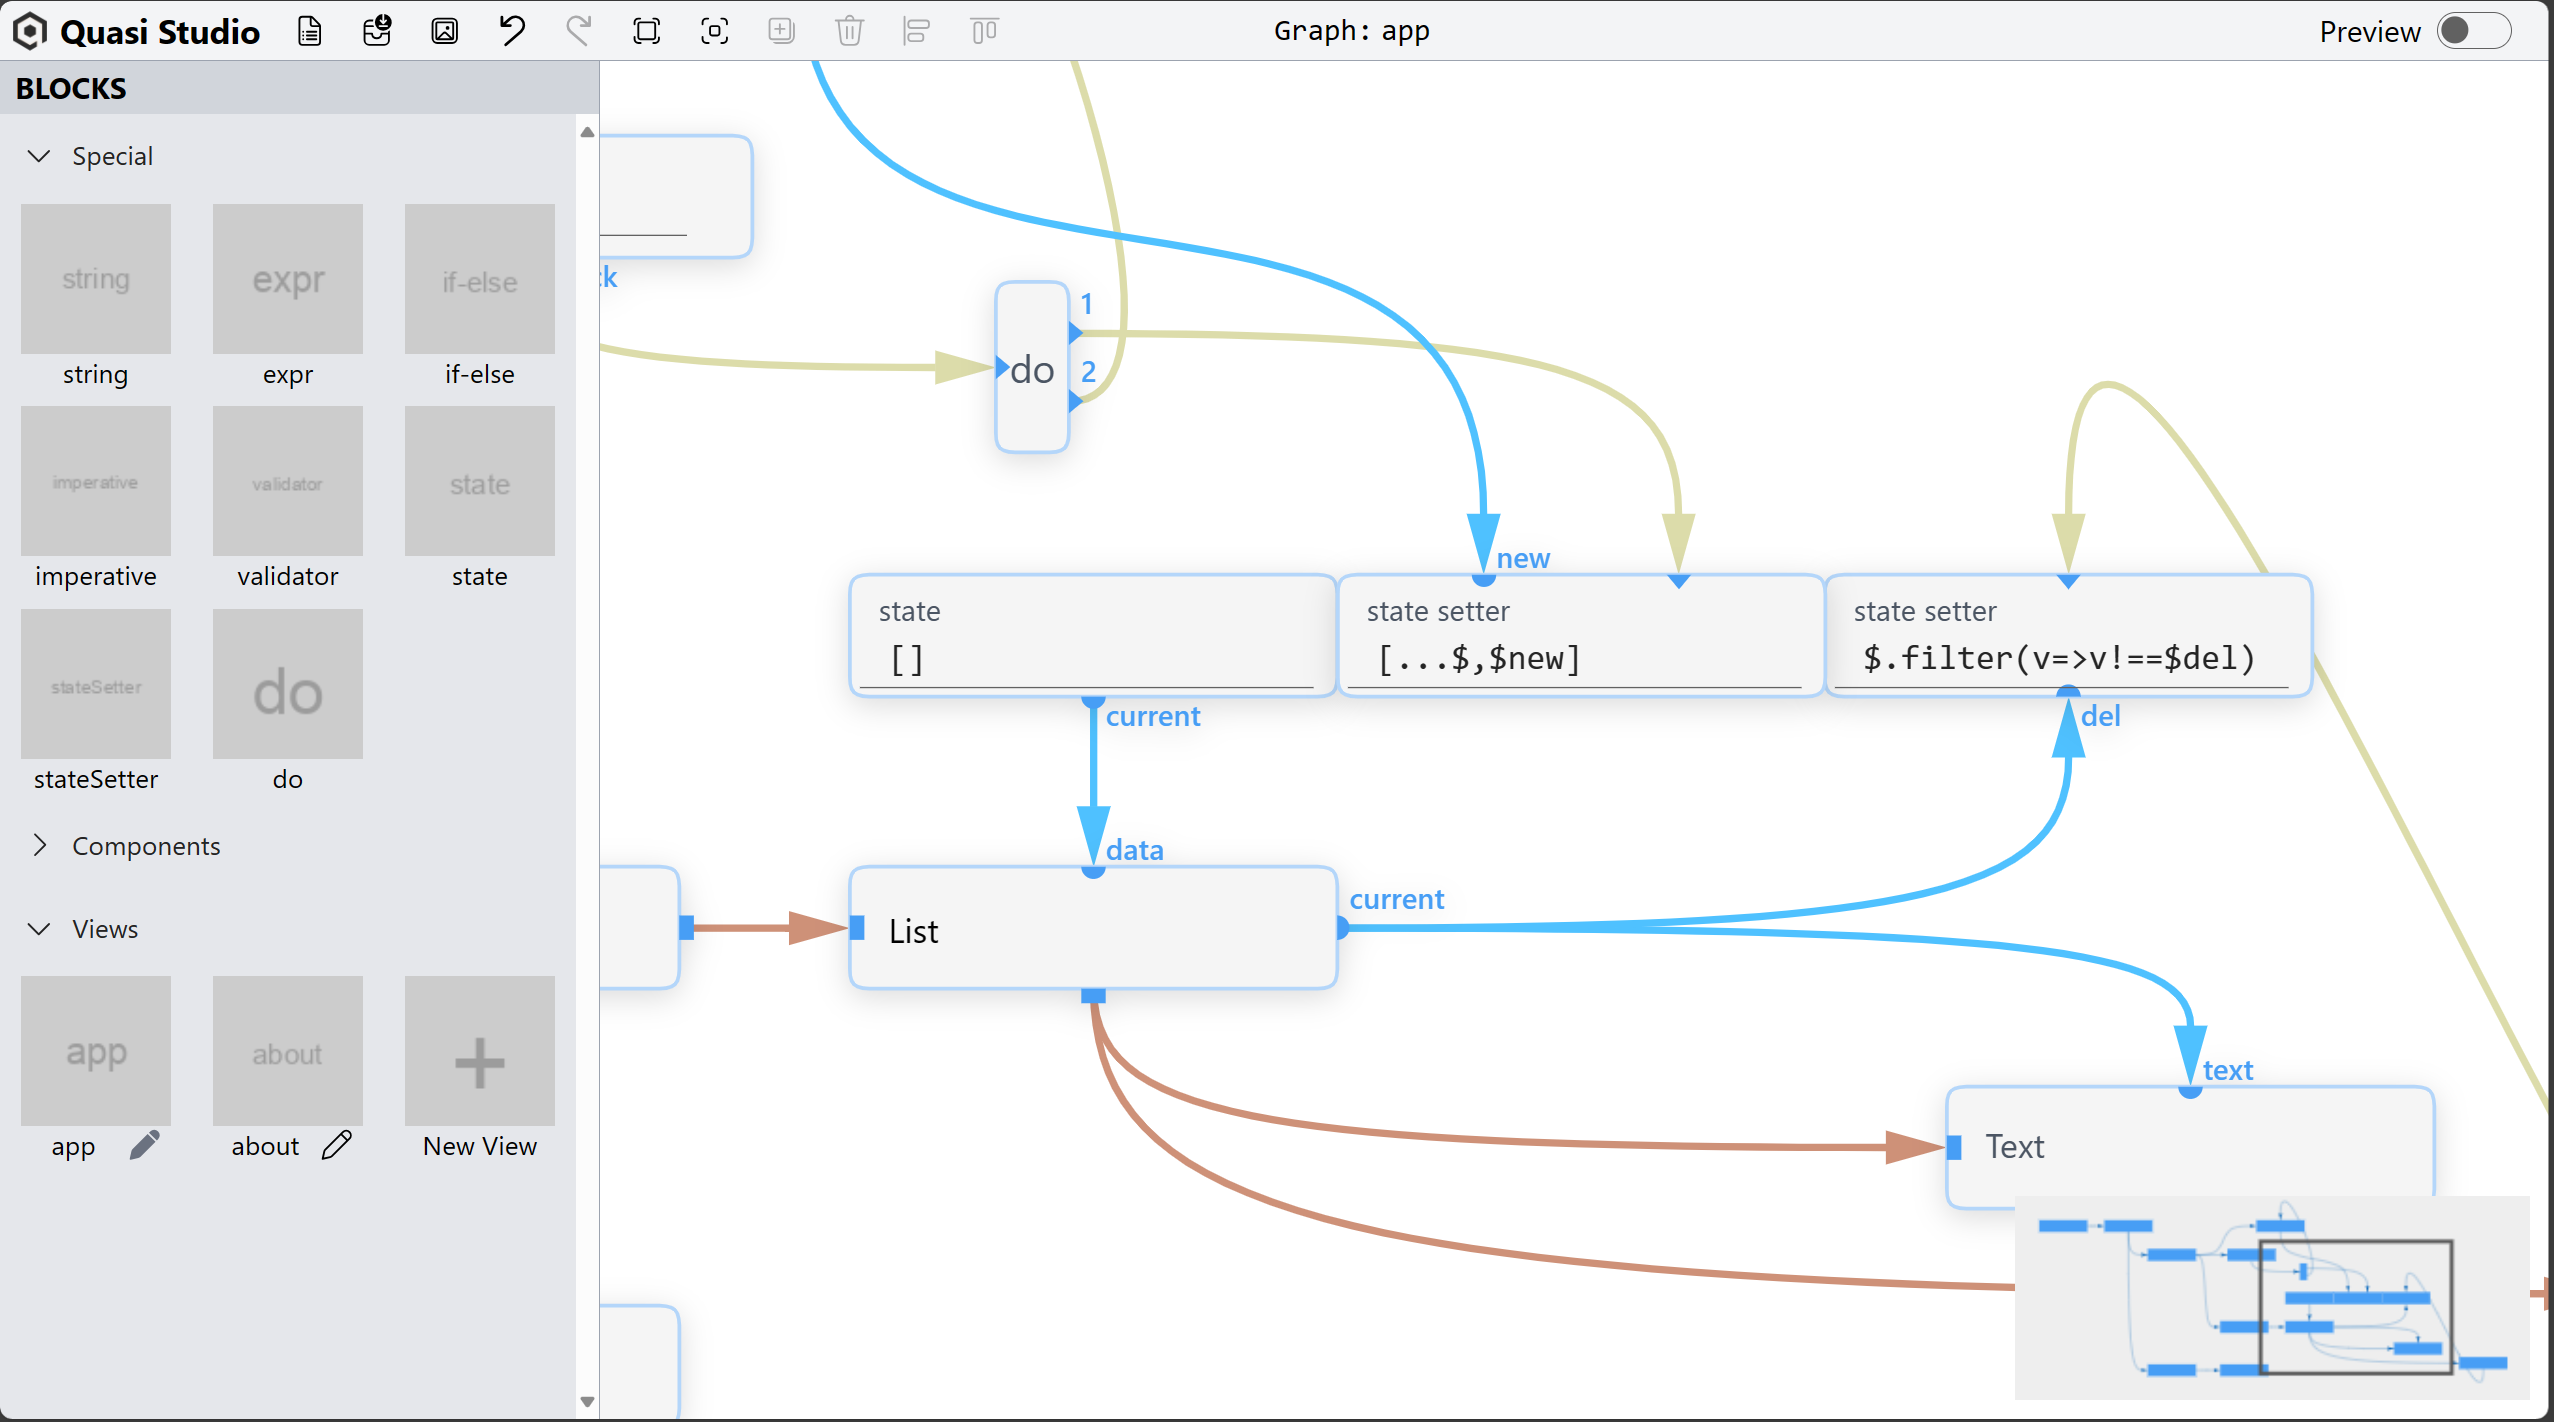 Quasi Studio
Graph: app
Preview
BLOCKS
Special
string
expr
if-else
string
expr
if-else
imperative
validator
state
imperative
validator
state
stateSetter
do
stateSetter
do
Components
Views
app
about
app
about
New View
ck
do
1
2
new
state
[]
state setter
[...$,$new]
state setter
$.filter(v=>v!==$del)
current
del
data
List
current
text
Text